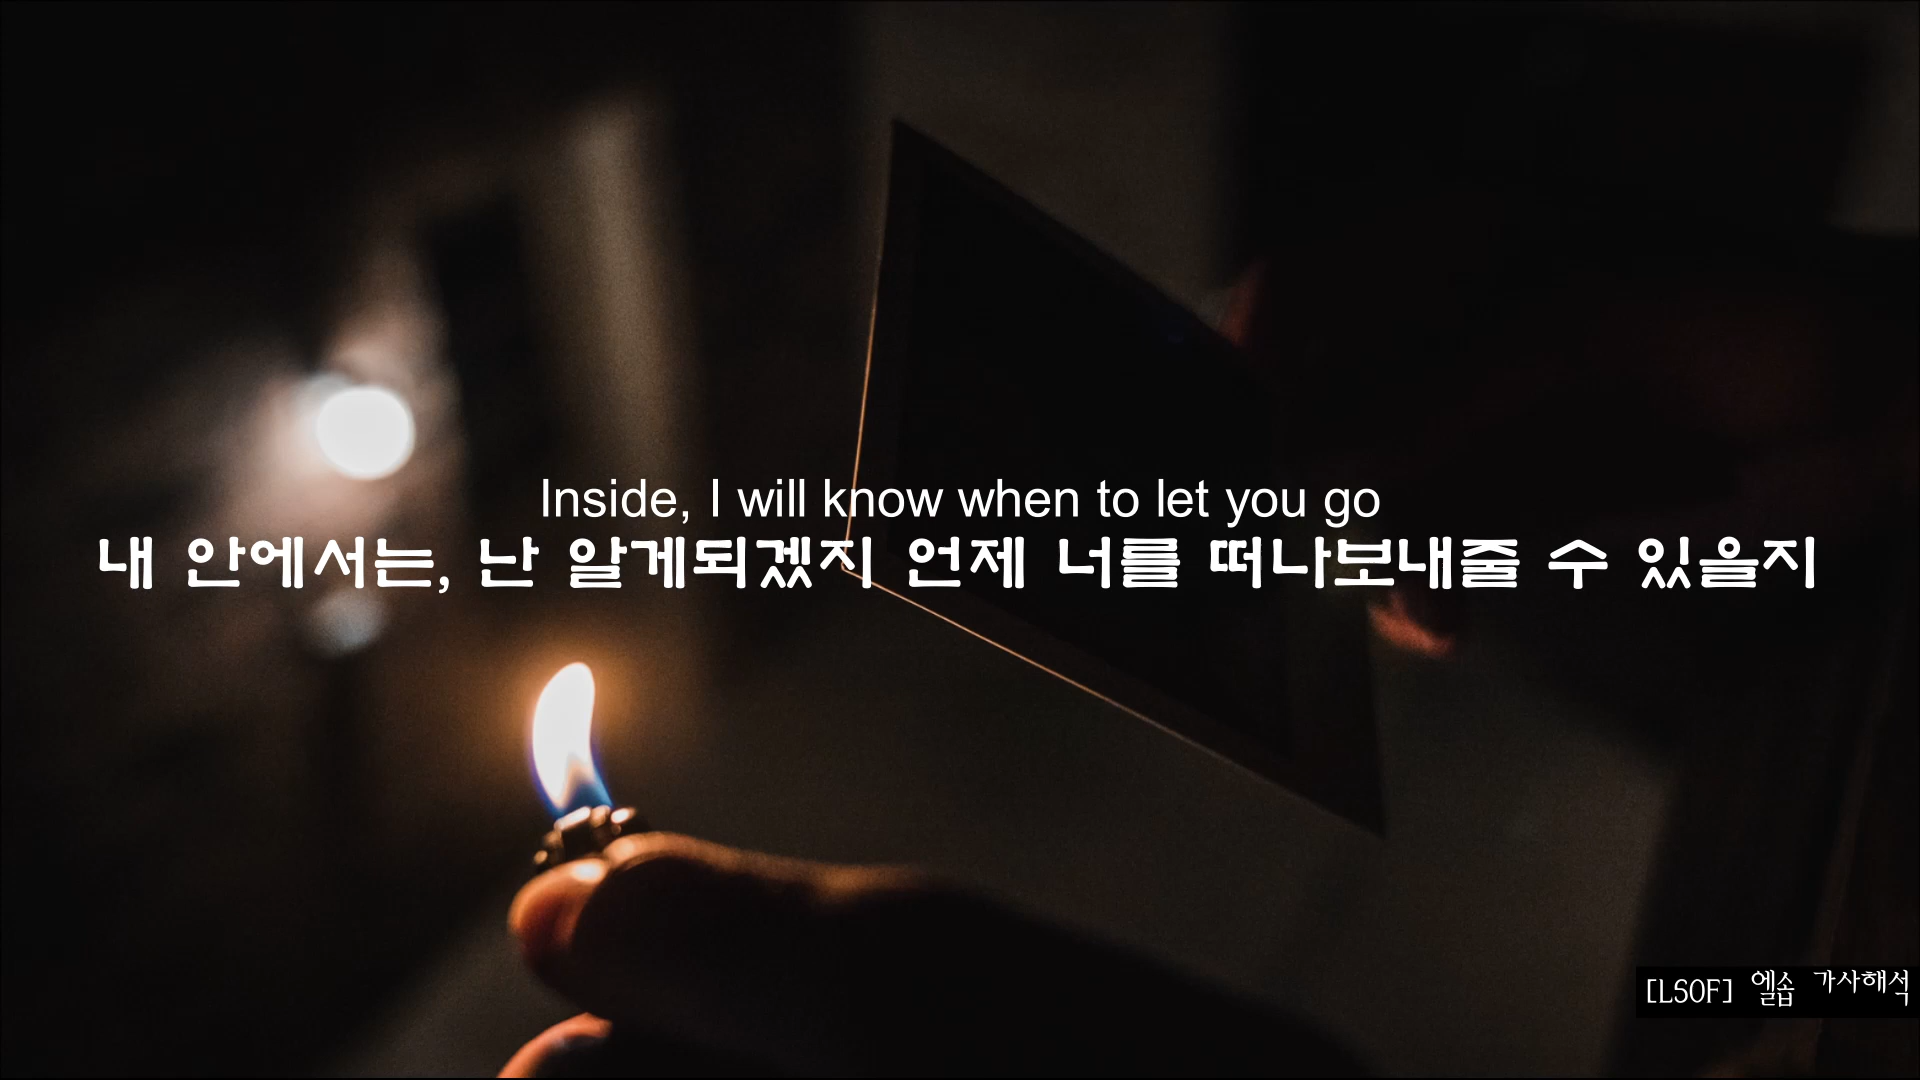 Inside, I will know when to let you go
내 안에서는, 난 알게되겠지 언제 너를 떠나보내줄 수 있을지
[LSOF] 엘솝 가사해석